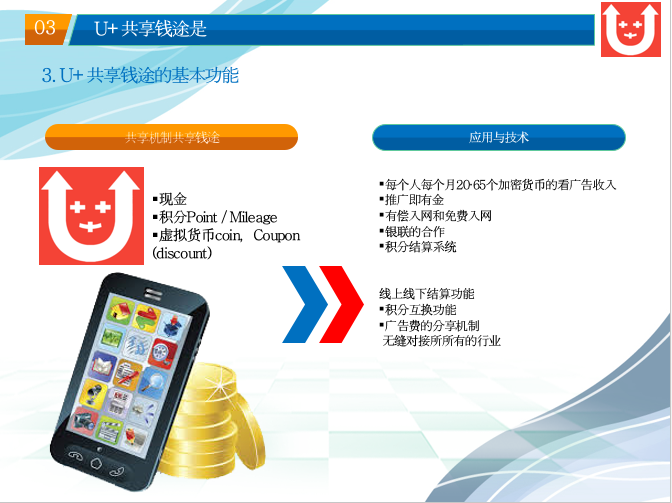 03 U+ 共享钱途是
3. U+ 共享钱途的基本功能
共享机制共享钱途
▪现金
▪积分Point / Mileage
▪虚拟货币coin, Coupon
(discount)
应用与技术
▪每个人每个月20-65个加密货币的看广告收入
▪推广即有金
▪有偿入网和免费入网
▪银联的合作
▪积分结算系统
线上线下结算功能
▪积分互换功能
▪广告费的分享机制
无缝对接所所有的行业